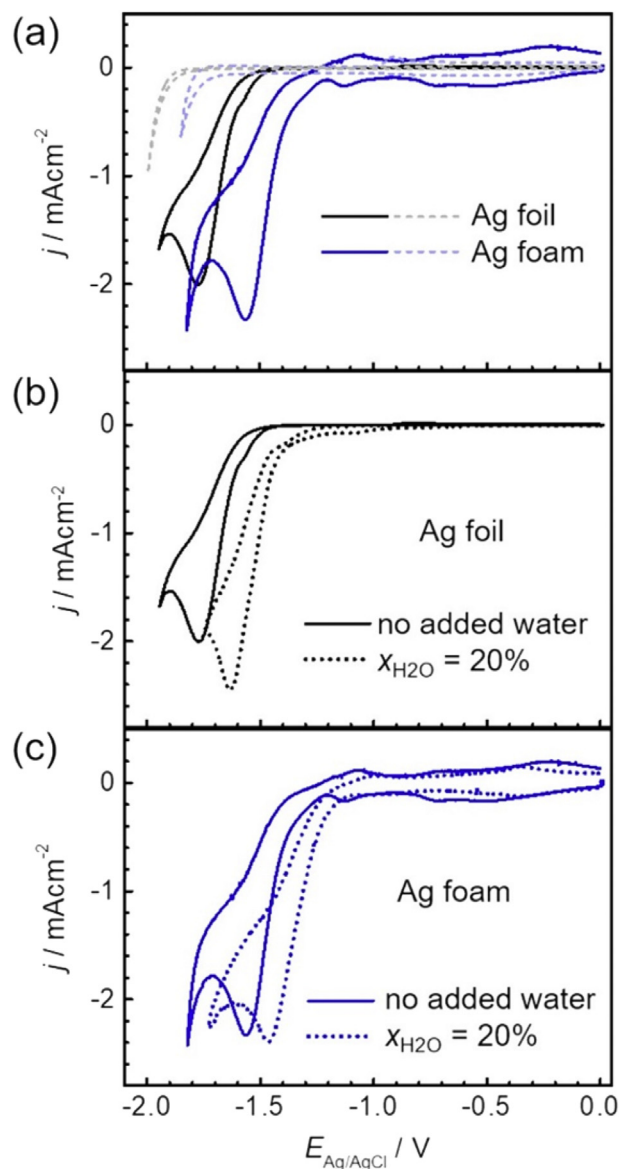 (a)
0
-1
-2
j / mAcm⁻²
Ag foil
Ag foam
(b)
0
-1
-2
j / mAcm⁻²
Ag foil
no added water
xH2O = 20%
(c)
0
-1
-2
j / mAcm⁻²
Ag foam
no added water
xH2O = 20%
-2.0 -1.5 -1.0 -0.5 0.0
EAg/AgCl / V